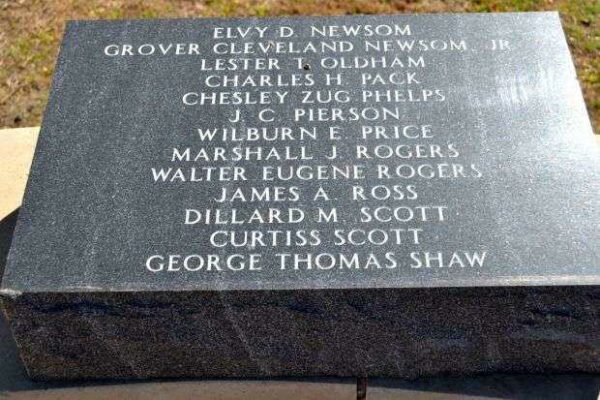 ELVY D. NEWSOM
GROVER CLEVELAND NEWSOM, JR
LESTER T. OLDHAM
CHARLES H. PACK
CHESLEY ZUG PHELPS
J. C. PIERSON
WILBURN E. PRICE
MARSHALL J. ROGERS
WALTER EUGENE ROGERS
JAMES A. ROSS
DILLARD M. SCOTT
CURTISS SCOTT
GEORGE THOMAS SHAW